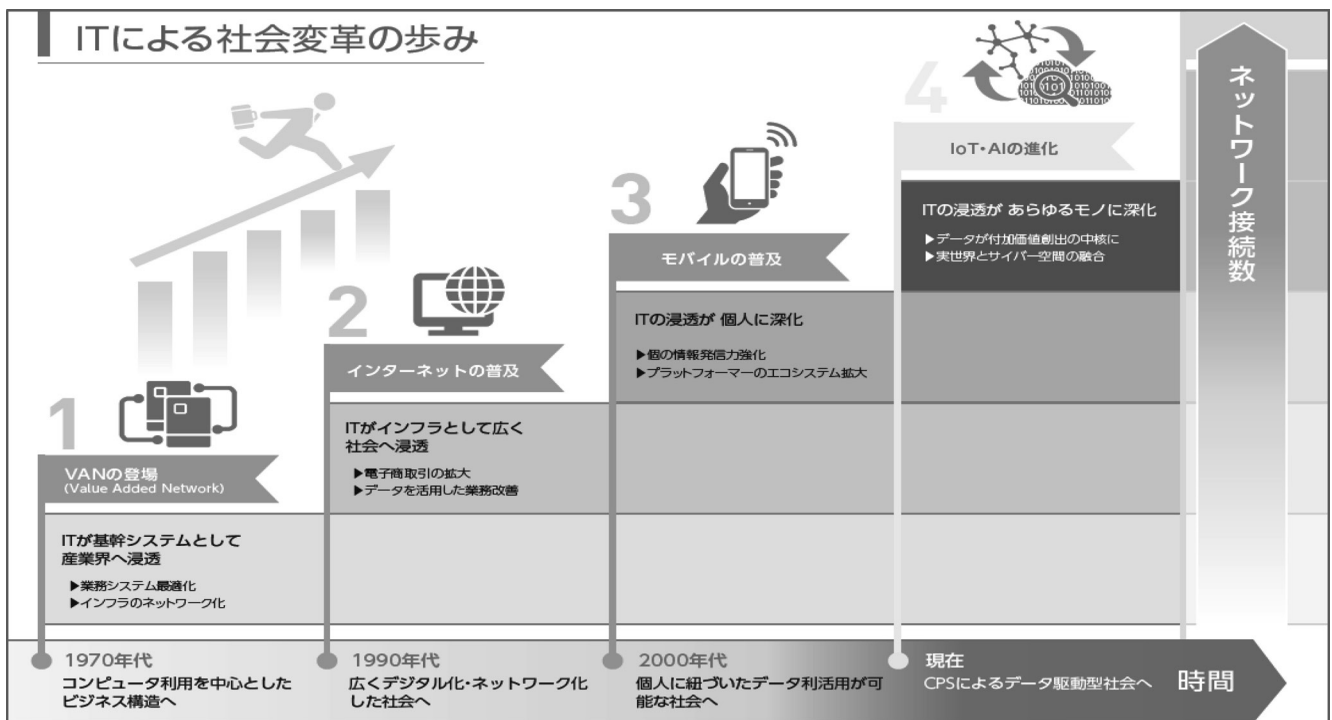 ITによる社会変革の歩み
1
VANの登場
(Value Added Network)
ITが基幹システムとして
産業界へ浸透
▶業務システム最適化
▶インフラのネットワーク化
1970年代
コンピュータ利用を中心とした
ビジネス構造へ
2
インターネットの普及
ITがインフラとして広く
社会へ浸透
▶電子商取引の拡大
▶データを活用した業務改善
1990年代
広くデジタル化・ネットワーク化
した社会へ
3
モバイルの普及
ITの浸透が 個人に深化
▶個の情報発信力強化
▶プラットフォーマーのエコシステム拡大
2000年代
個人に紐づいたデータ利活用が可
能な社会へ
4
IoT・AIの進化
ITの浸透が あらゆるモノに深化
▶データが付加価値創出の中核に
▶実世界とサイバー空間の融合
現在
CPSによるデータ駆動型社会へ
時間
ネットワーク接続数